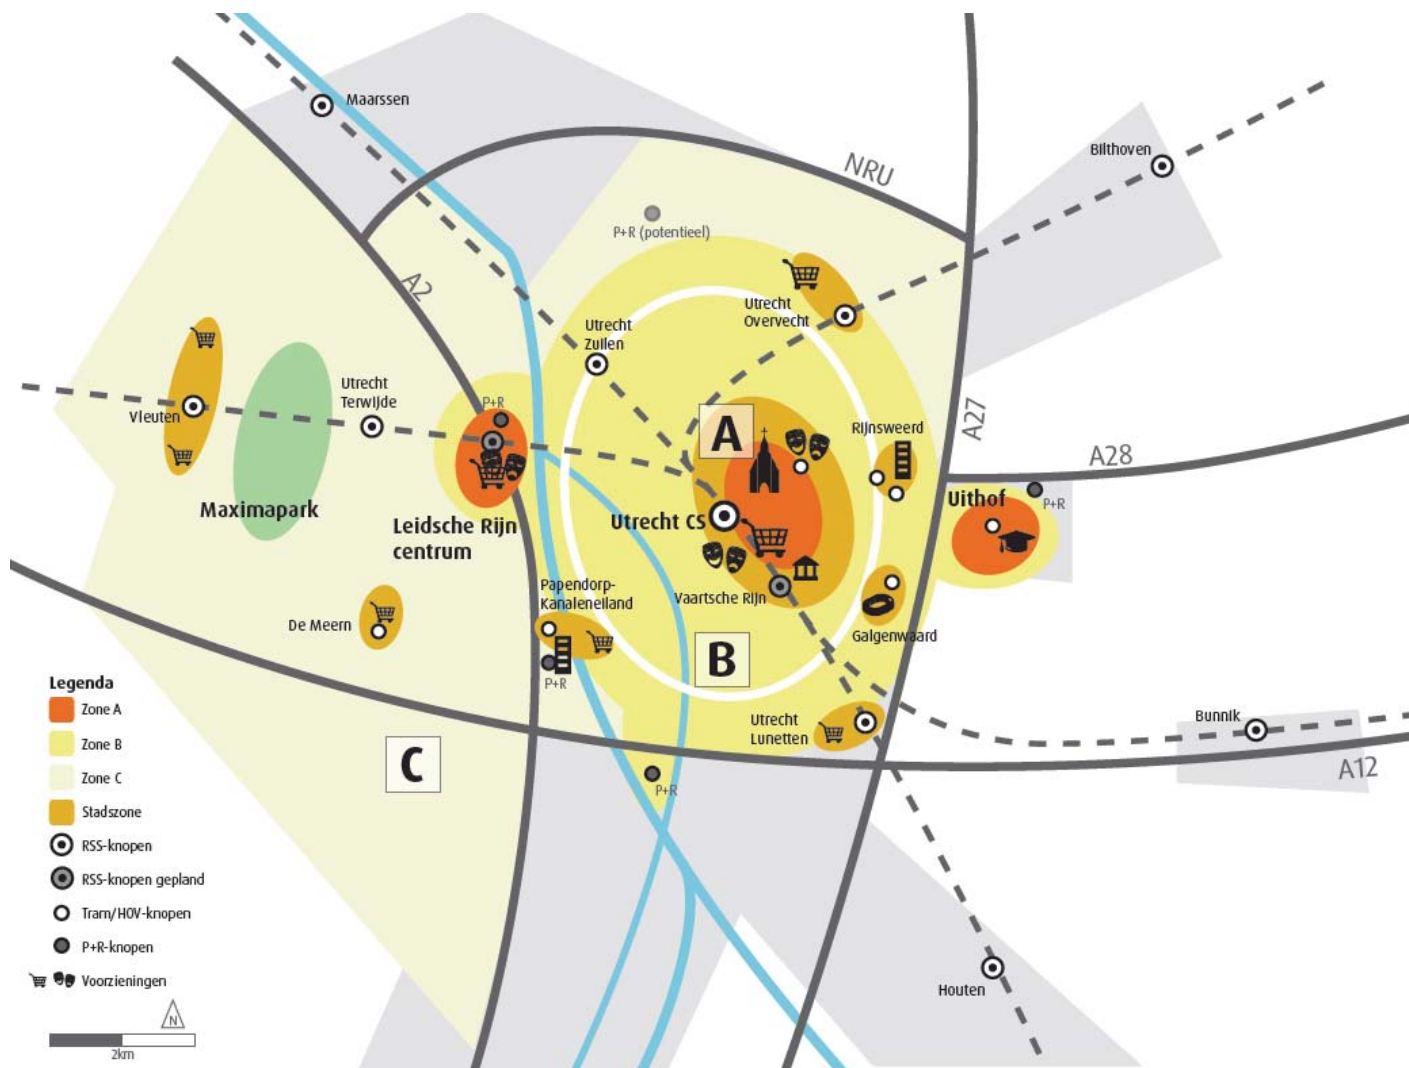 Maarssen
NRU
Bilthoven
P+R (potentieel)
A2
Utrecht
Overvecht
Utrecht
Zuilen
Utrecht
Terwijde
P+R
Vleuten
A
Rijnsweerd
A27
A28
Maximapark
Leidsche Rijn
centrum
Utrecht CS
Uithof
P+R
Papendorp-
Kanaleneiland
Vaartsche Rijn
De Meern
Galgenwaard
B
P+R
Utrecht
Lunetten
Bunnik
A12
C
P+R
Houten
Legenda
Zone A
Zone B
Zone C
Stadszone
RSS-knopen
RSS-knopen gepland
Tram/HOV-knopen
P+R-knopen
Voorzieningen
N
2km